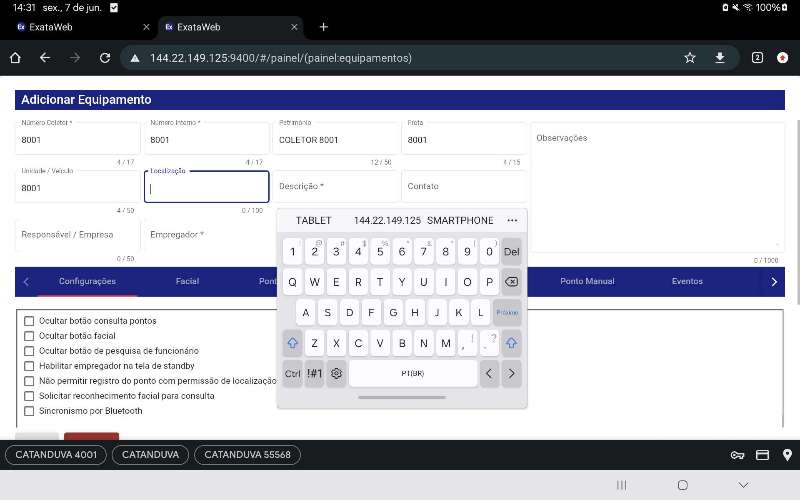 14:31 sex., 7 de jun. 100%
ExataWeb
ExataWeb
144.22.149.125:9400/#/painel/(painel:equipamentos)
2
Adicionar Equipamento
Número Coletor *
8001
4 / 17
Número Interno *
8001
4 / 17
Patrimônio
COLETOR 8001
12 / 50
Frota
8001
4 / 15
Observações
0 / 1000
Unidade / Veículo
8001
4 / 50
Localização
0 / 100
Descrição *
Contato
Responsável / Empresa
0 / 50
Empregador *
TABLET 144.22.149.125 SMARTPHONE ...
1 2 3 4 5 6 7 8 9 0 Del
Q W E R T Y U I O P
A S D F G H J K L Próximo
Z X C V B N M , ! . ?
Ctrl !#1 PT(BR) < >
Configurações Facial Pont Ponto Manual Eventos
Ocultar botão consulta pontos
Ocultar botão facial
Ocultar botão de pesquisa de funcionário
Habilitar empregador na tela de standby
Não permitir registro do ponto com permissão de localização
Solicitar reconhecimento facial para consulta
Sincronismo por Bluetooth
CATANDUVA 4001 CATANDUVA CATANDUVA 55568